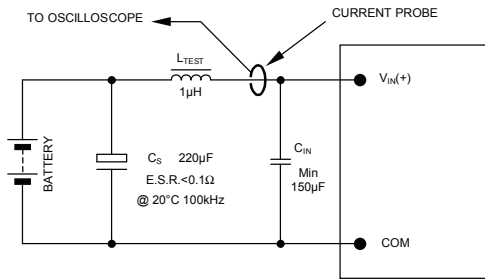 TO OSCILLOSCOPE
CURRENT PROBE
LTEST
1µH
VIN(+)
BATTERY
CS 220µF
E.S.R.<0.1Ω
@ 20°C 100kHz
CIN
Min
150µF
COM